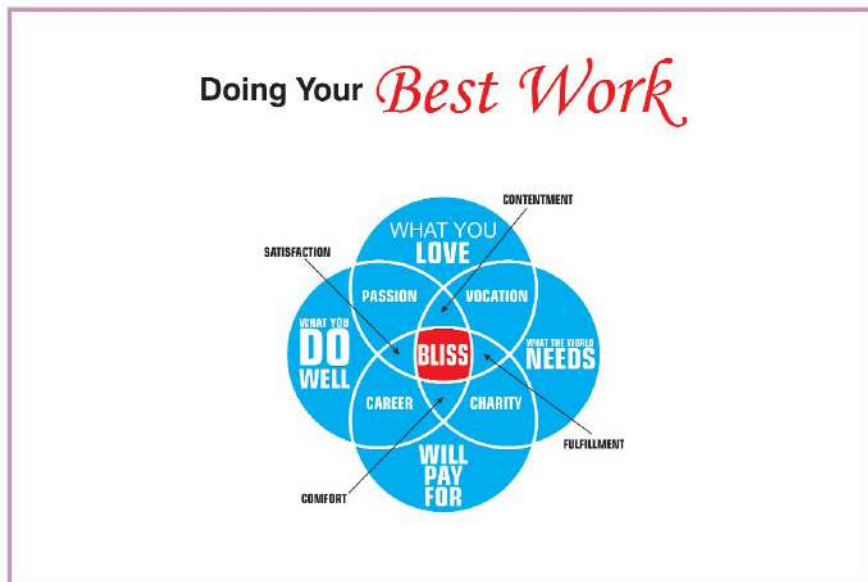 Doing Your Best Work
CONTENTMENT
WHAT YOU
LOVE
SATISFACTION
PASSION
VOCATION
WHAT YOU
DO
WELL
BLISS
WHAT THE WORLD
NEEDS
CAREER
CHARITY
FULFILLMENT
WILL
PAY
FOR
COMFORT